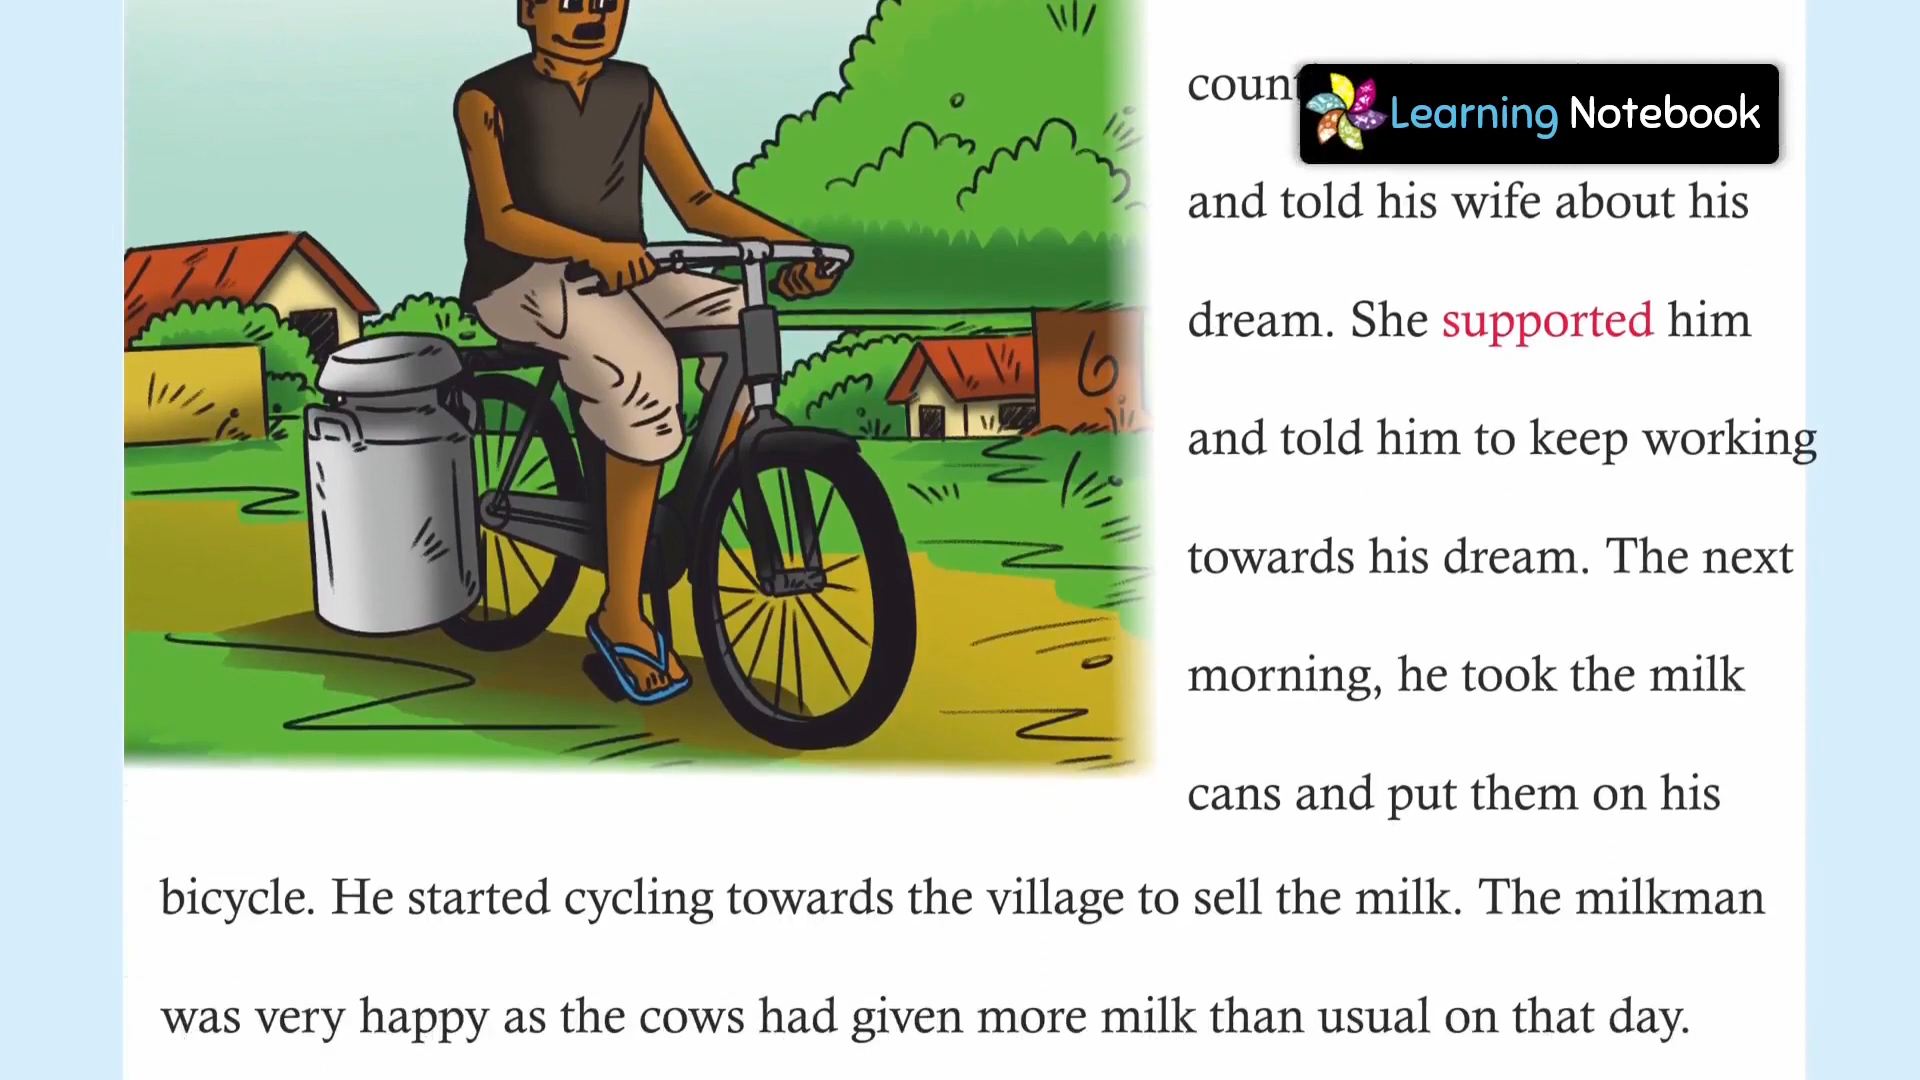 Learning Notebook
and told his wife about his
dream. She supported him
and told him to keep working
towards his dream. The next
morning, he took the milk
cans and put them on his
bicycle. He started cycling towards the village to sell the milk. The milkman
was very happy as the cows had given more milk than usual on that day.